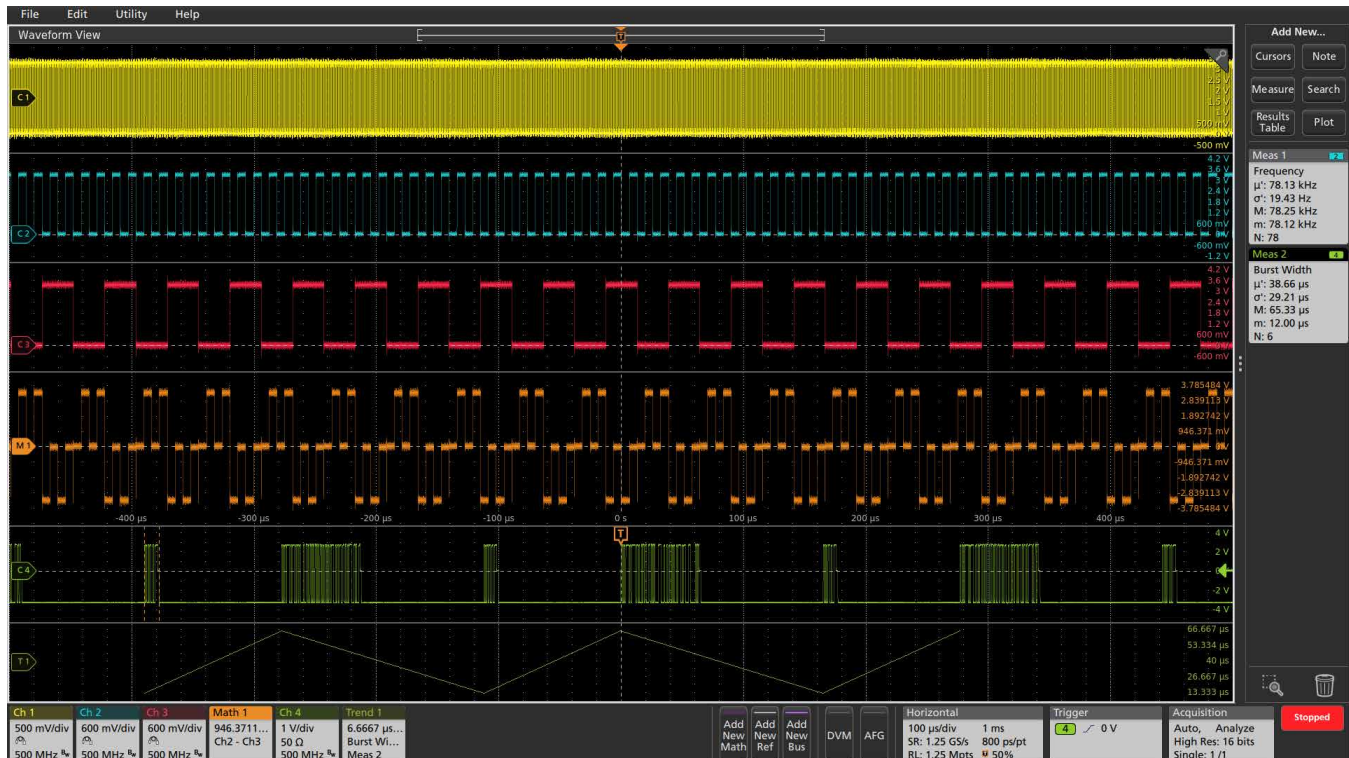 File Edit Utility Help
Waveform View
Add New...
Cursors Note
Measure Search
Results Table Plot
T
C1
2.5 V
2 V
1.5 V
1 V
500 mV
-500 mV
C2
4.2 V
3.6 V
3 V
2.4 V
1.8 V
1.2 V
600 mV
0 V
-600 mV
-1.2 V
C3
4.2 V
3.6 V
3 V
2.4 V
1.8 V
1.2 V
600 mV
-600 mV
M1
3.785484 V
2.839113 V
1.892742 V
946.371 mV
0V
-946.371 mV
-1.892742 V
-2.839113 V
-3.785484 V
-400 µs -300 µs -200 µs -100 µs 0 s 100 µs 200 µs 300 µs 400 µs
T
C4
4 V
2 V
-2 V
-4 V
T1
66.667 µs
53.334 µs
40 µs
26.667 µs
13.333 µs
Meas 1 2
Frequency
µ': 78.13 kHz
σ': 19.43 Hz
M: 78.25 kHz
m: 78.12 kHz
N: 78
Meas 2 4
Burst Width
µ': 38.66 µs
σ': 29.21 µs
M: 65.33 µs
m: 12.00 µs
N: 6
Ch 1
500 mV/div
500 MHz Bw
Ch 2
600 mV/div
500 MHz Bw
Ch 3
600 mV/div
500 MHz Bw
Math 1
946.3711...
Ch2 - Ch3
Ch 4
1 V/div
50 Ω
500 MHz Bw
Trend 1
6.6667 µs...
Burst Wi...
Meas 2
Add New Math
Add New Ref
Add New Bus
DVM
AFG
Horizontal
100 µs/div 1 ms
SR: 1.25 GS/s 800 ps/pt
RL: 1.25 Mpts 50%
Trigger
4 0 V
Acquisition
Auto, Analyze
High Res: 16 bits
Single: 1 /1
Stopped